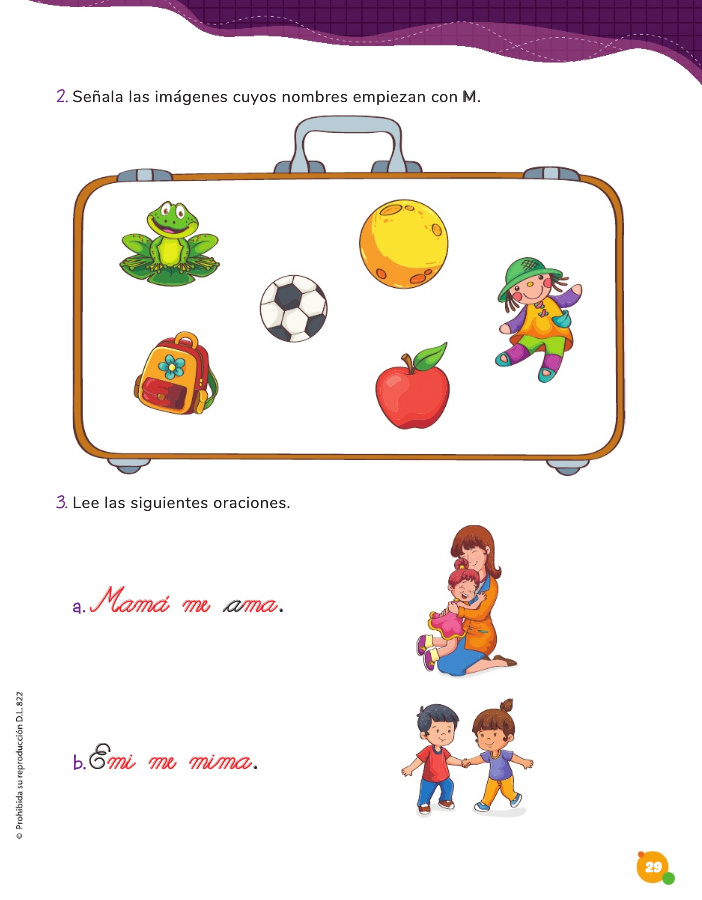 2. Señala las imágenes cuyos nombres empiezan con M.
3. Lee las siguientes oraciones.
a. Mamá me ama.
b. Emi me mima.
© Prohibida su reproducción D.L. 822
29